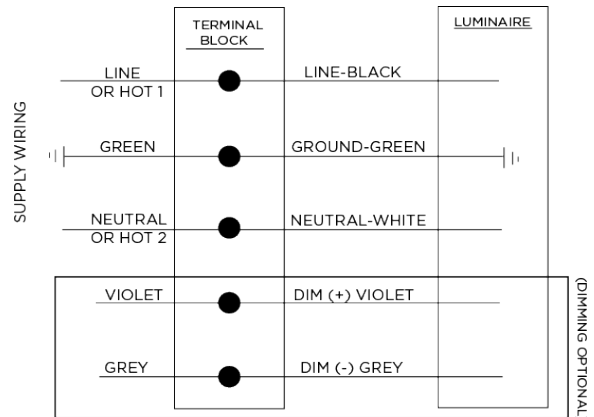 TERMINAL
BLOCK
LUMINAIRE
SUPPLY WIRING
LINE
OR HOT 1
LINE-BLACK
GREEN
GROUND-GREEN
NEUTRAL
OR HOT 2
NEUTRAL-WHITE
VIOLET
DIM (+) VIOLET
GREY
DIM (-) GREY
(DIMMING OPTIONAL